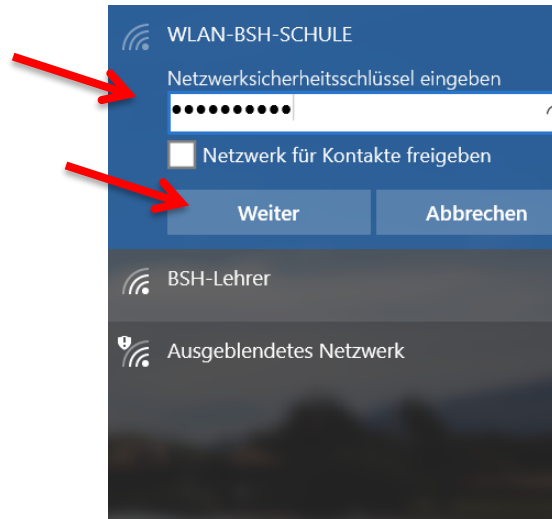 WLAN-BSH-SCHULE
Netzwerksicherheitsschlüssel eingeben
••••••••••
Netzwerk für Kontakte freigeben
Weiter Abbrechen
BSH-Lehrer
Ausgeblendetes Netzwerk